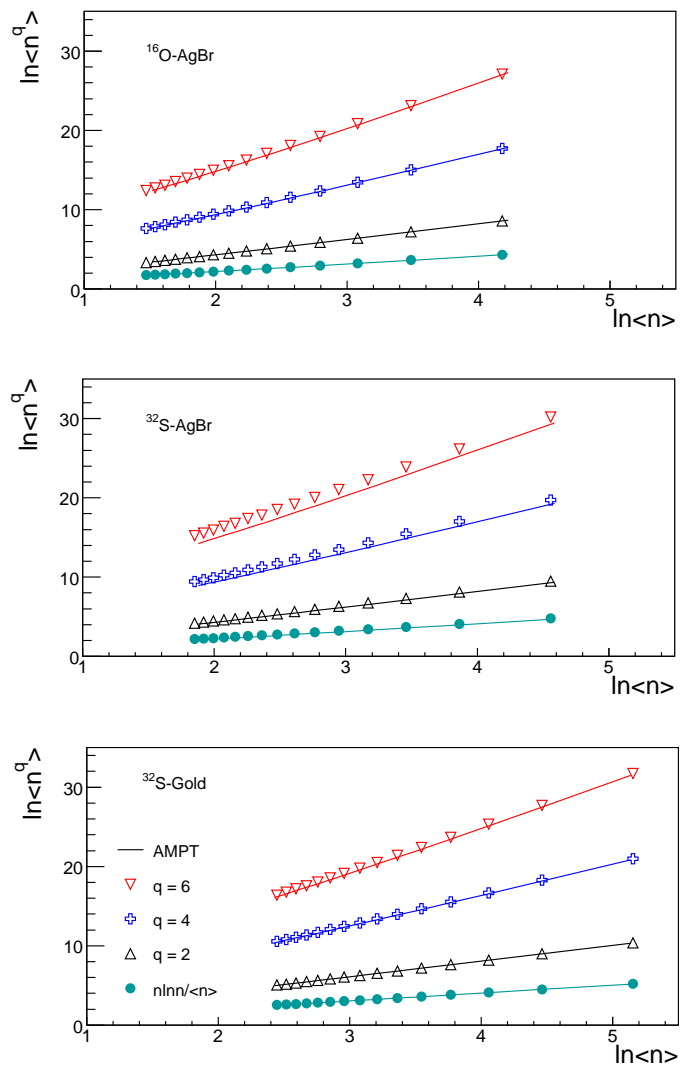 ln<n^q>
30
20
10
0
^16O-AgBr
1 2 3 4
ln<n>
ln<n^q>
30
20
10
0
^32S-AgBr
1 2 3 4 5
ln<n>
ln<n^q>
30
20
10
0
^32S-Gold
AMPT
q = 6
q = 4
q = 2
nlnn/<n>
1 2 3 4 5
ln<n>